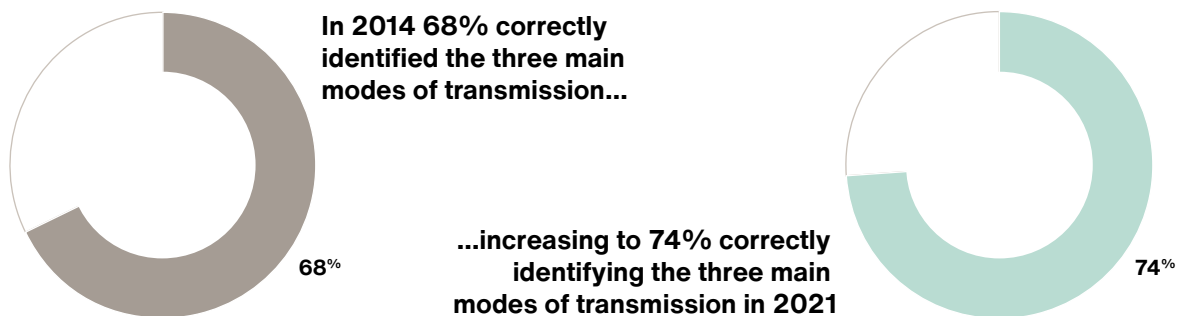 In 2014 68% correctly
identified the three main
modes of transmission...
68%
...increasing to 74% correctly
identifying the three main
modes of transmission in 2021
74%